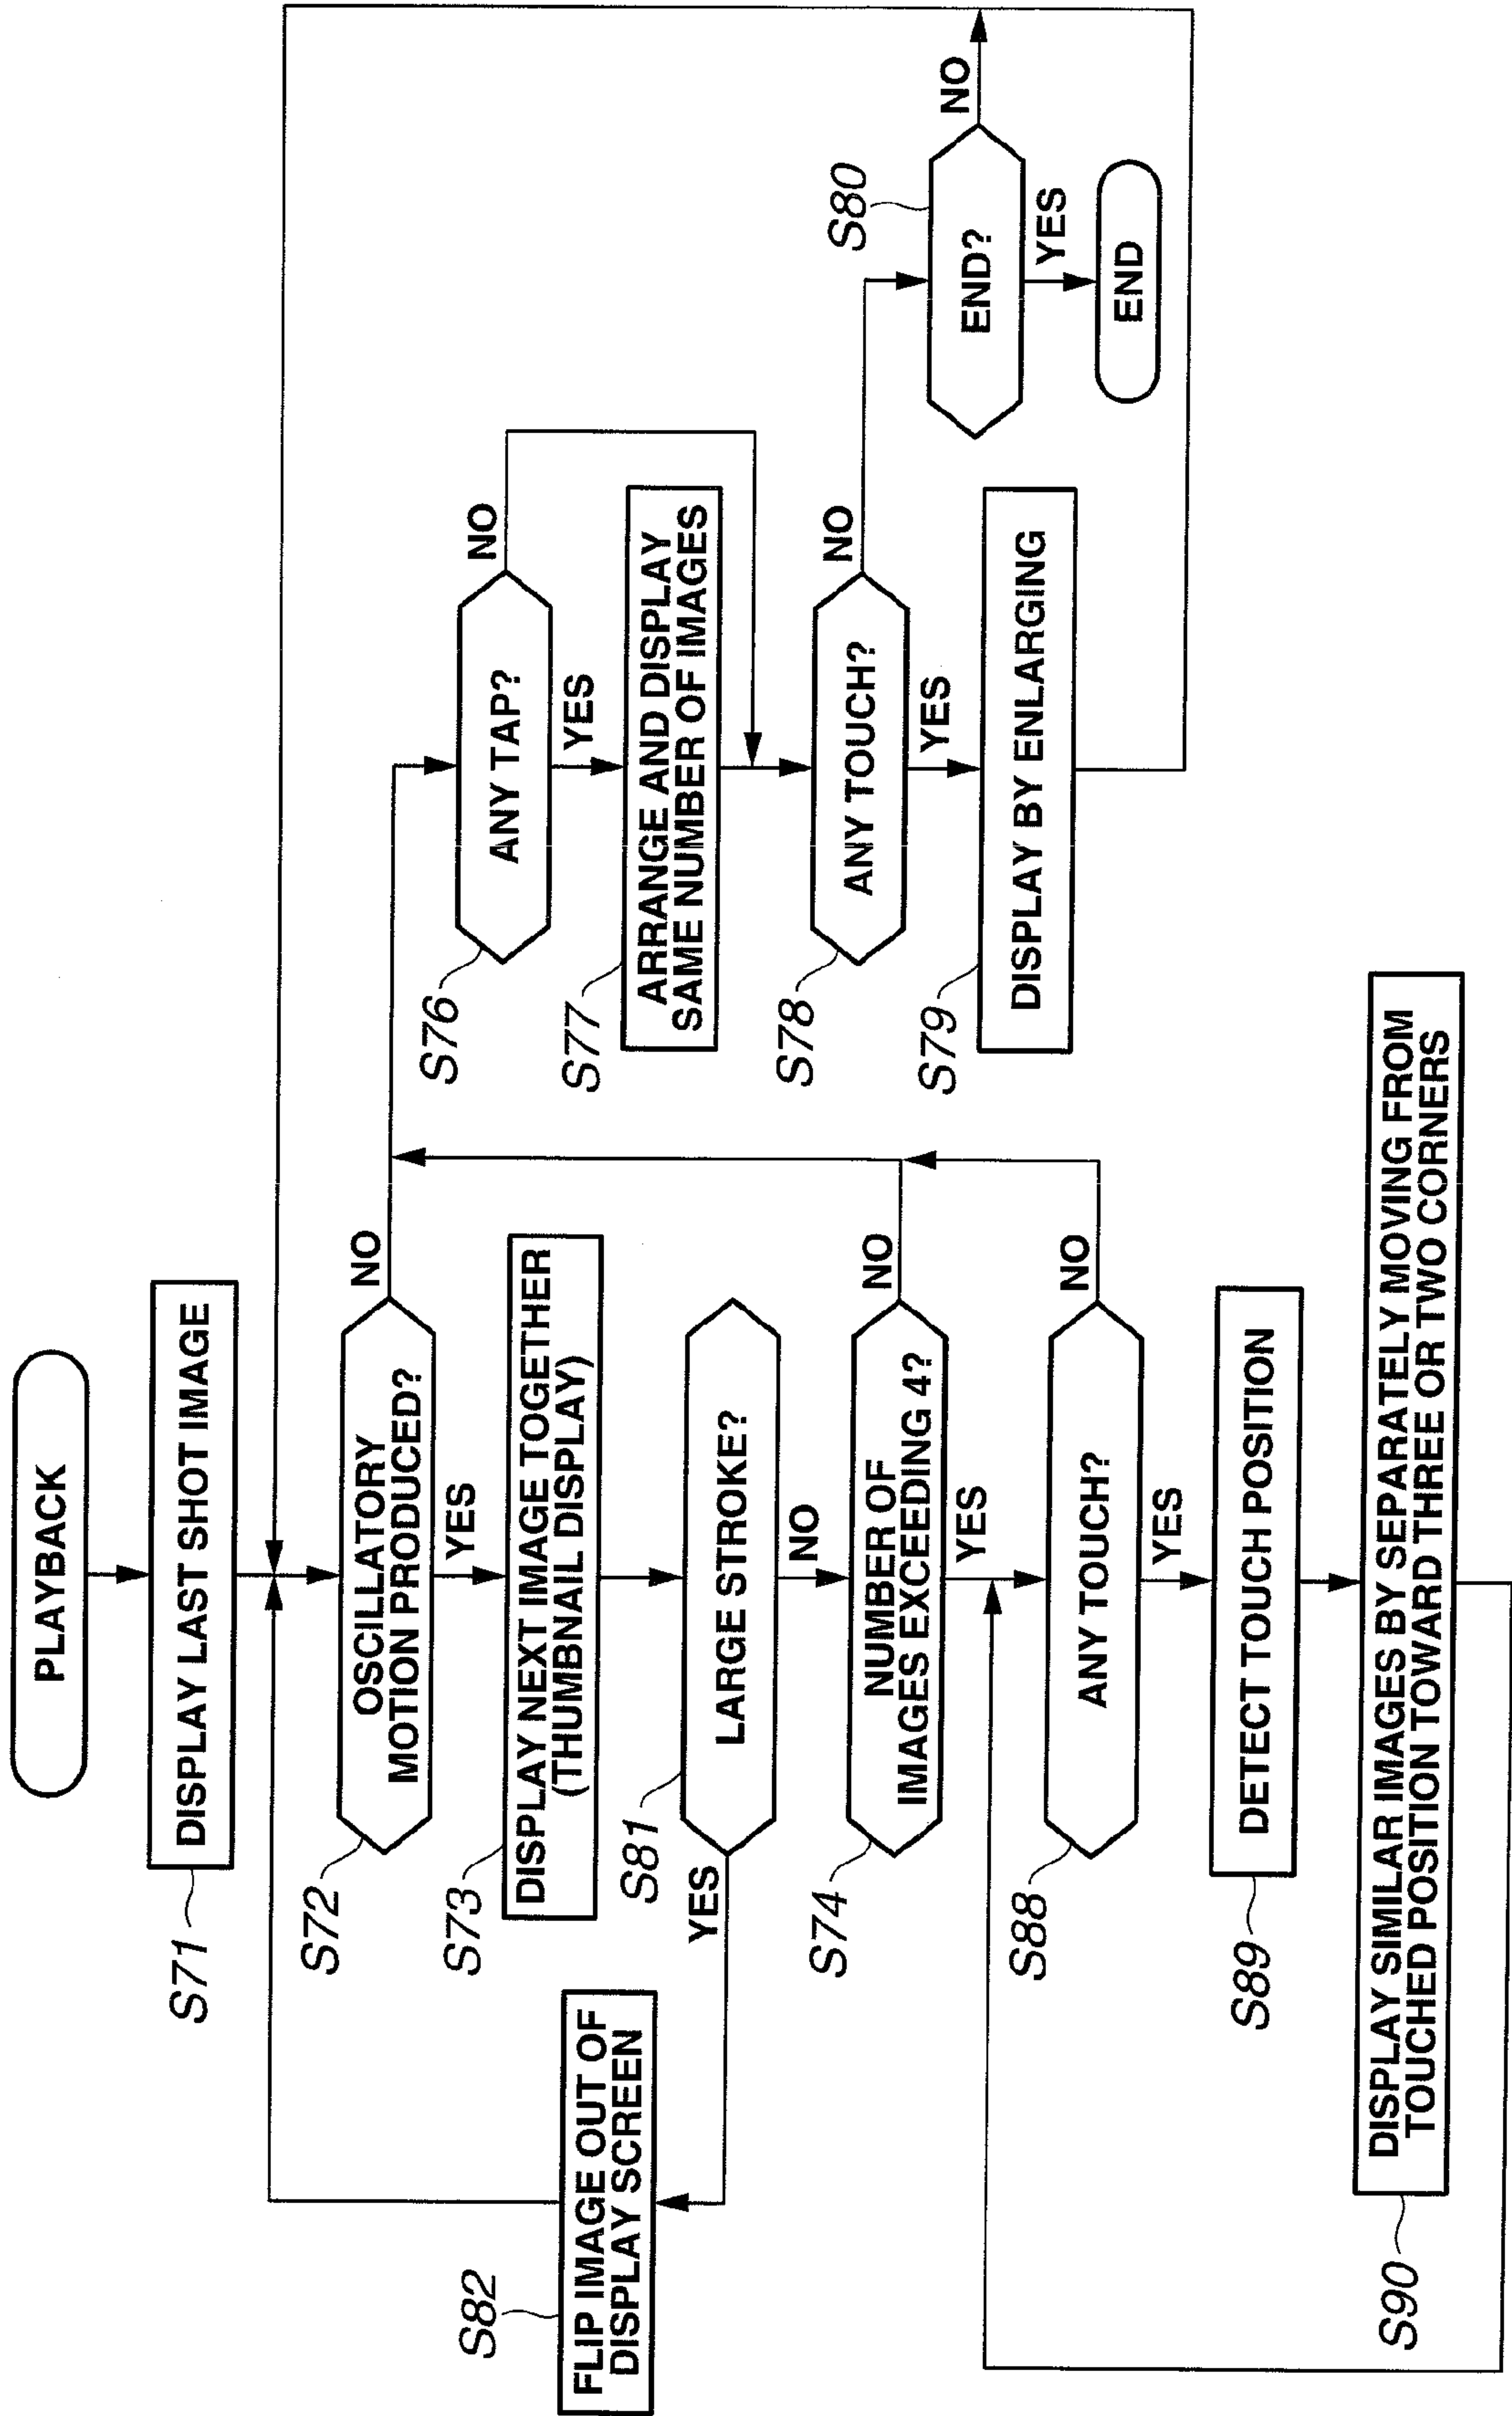 PLAYBACK
S71
DISPLAY LAST SHOT IMAGE
S72
OSCILLATORY
MOTION PRODUCED?
NO
YES
S73
DISPLAY NEXT IMAGE TOGETHER
(THUMBNAIL DISPLAY)
S81
LARGE STROKE?
YES
NO
S82
FLIP IMAGE OUT OF
DISPLAY SCREEN
S74
NUMBER OF
IMAGES EXCEEDING 4?
NO
YES
S88
ANY TOUCH?
NO
YES
S89
DETECT TOUCH POSITION
S90
DISPLAY SIMILAR IMAGES BY SEPARATELY MOVING FROM
TOUCHED POSITION TOWARD THREE OR TWO CORNERS
S76
ANY TAP?
NO
YES
S77
ARRANGE AND DISPLAY
SAME NUMBER OF IMAGES
S78
ANY TOUCH?
NO
YES
S79
DISPLAY BY ENLARGING
S80
END?
NO
YES
END